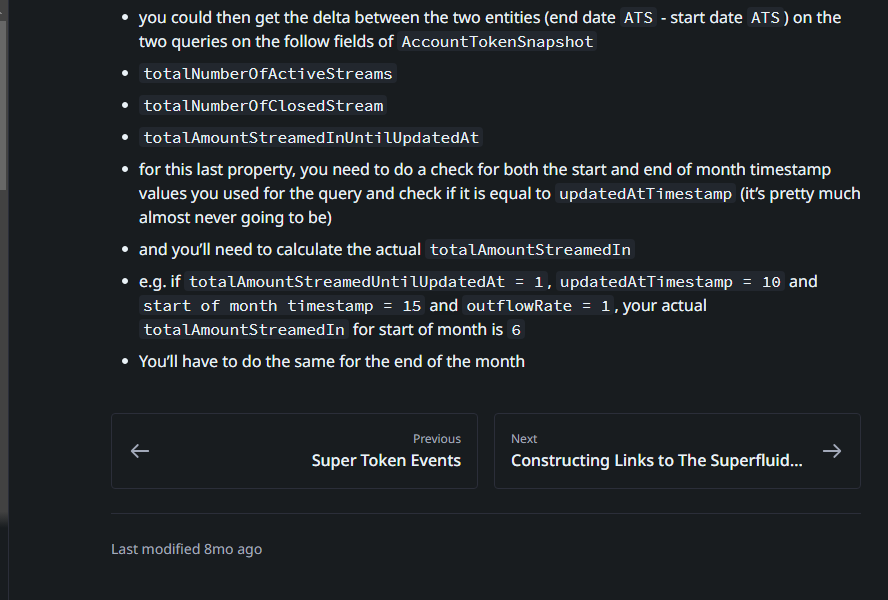 you could then get the delta between the two entities (end date ATS - start date ATS) on the
two queries on the follow fields of AccountTokenSnapshot
totalNumberOfActiveStreams
totalNumberOfClosedStream
totalAmountStreamedInUntilUpdatedAt
for this last property, you need to do a check for both the start and end of month timestamp
values you used for the query and check if it is equal to updatedAtTimestamp (it’s pretty much
almost never going to be)
and you’ll need to calculate the actual totalAmountStreamedIn
e.g. if totalAmountStreamedUntilUpdatedAt = 1, updatedAtTimestamp = 10 and
start of month timestamp = 15 and outflowRate = 1, your actual
totalAmountStreamedIn for start of month is 6
You’ll have to do the same for the end of the month
Previous
Super Token Events
Next
Constructing Links to The Superfluid...
Last modified 8mo ago